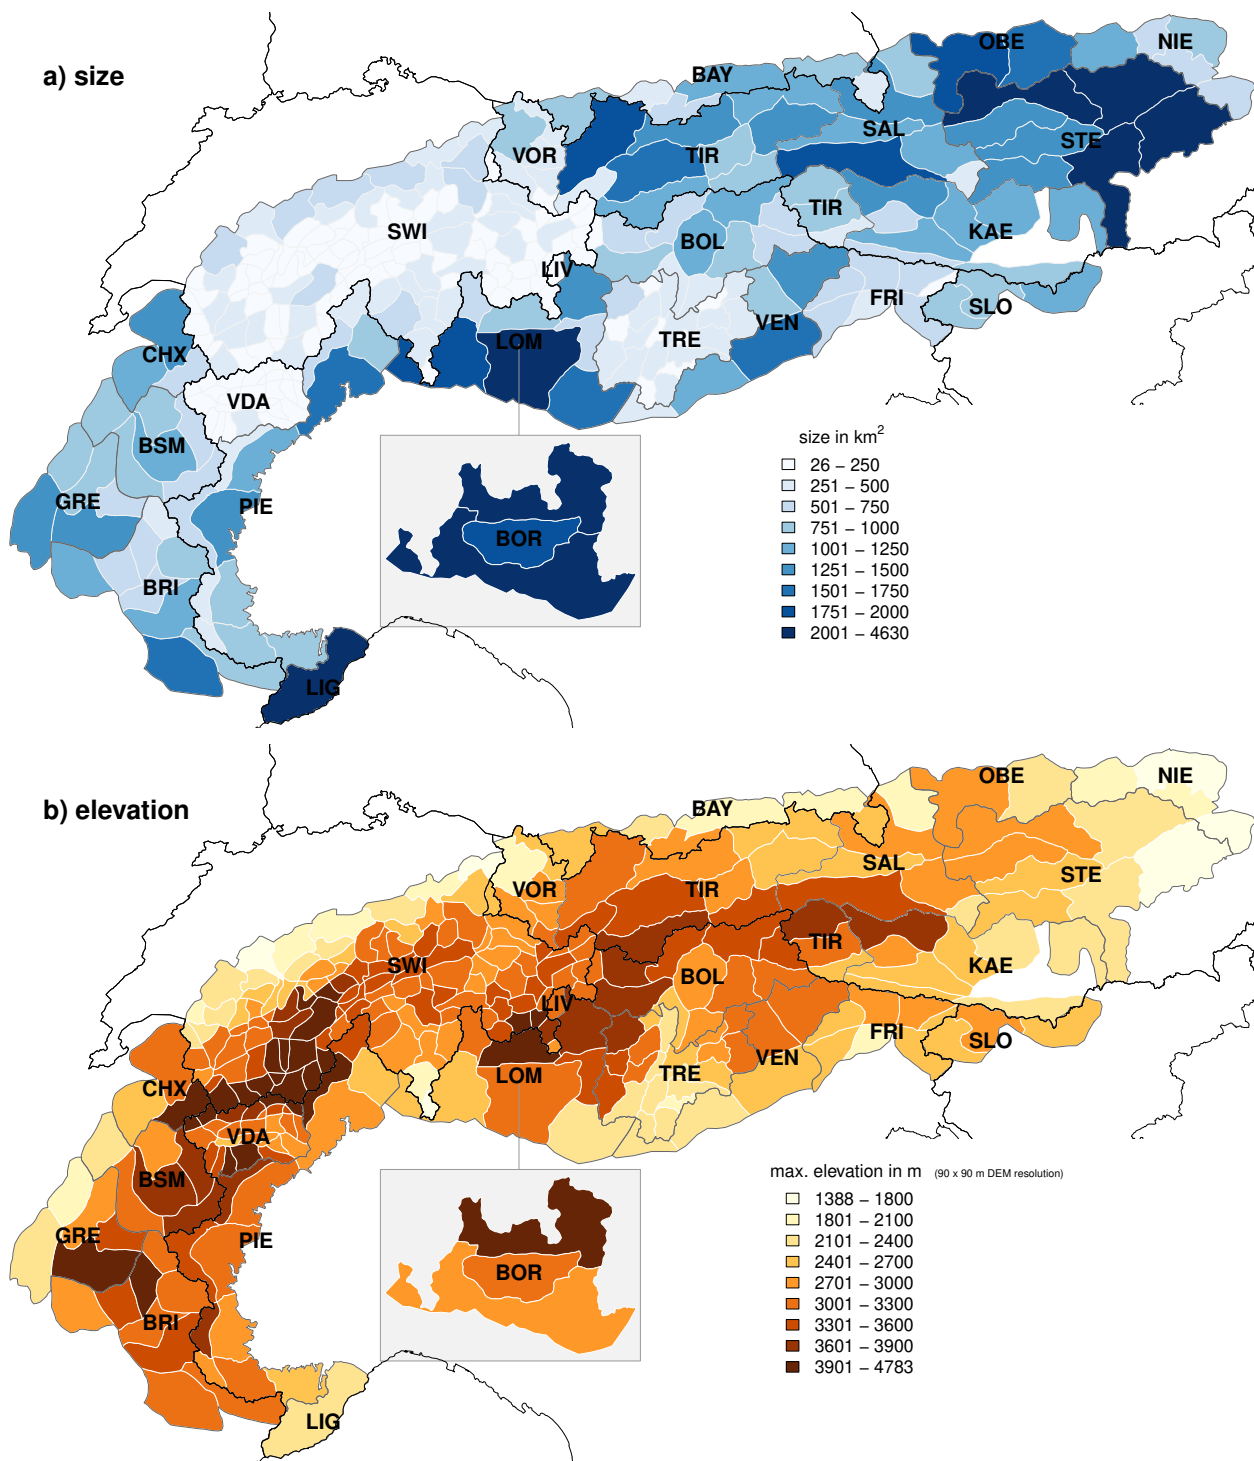 a) size
OBE
NIE
BAY
SAL
STE
VOR
TIR
TIR
SWI
BOL
KAE
LIV
FRI
SLO
CHX
LOM
TRE
VEN
VDA
BSM
GRE
PIE
BOR
BRI
LIG
size in km²
26 – 250
251 – 500
501 – 750
751 – 1000
1001 – 1250
1251 – 1500
1501 – 1750
1751 – 2000
2001 – 4630
b) elevation
OBE
NIE
BAY
SAL
STE
VOR
TIR
TIR
SWI
BOL
KAE
LIV
FRI
SLO
CHX
LOM
TRE
VEN
VDA
BSM
GRE
PIE
BOR
BRI
LIG
max. elevation in m (90 x 90 m DEM resolution)
1388 – 1800
1801 – 2100
2101 – 2400
2401 – 2700
2701 – 3000
3001 – 3300
3301 – 3600
3601 – 3900
3901 – 4783